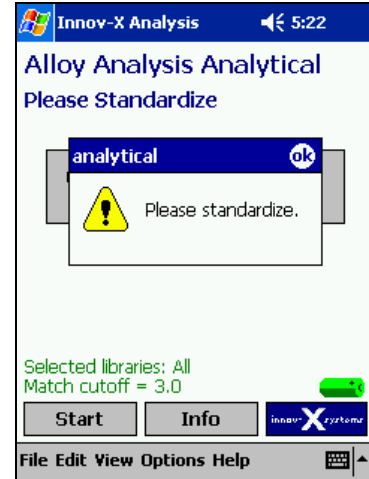 Innov-X Analysis 5:22
Alloy Analysis Analytical
Please Standardize
analytical ok
Please standardize.
Selected libraries: All
Match cutoff = 3.0
Start Info innov-X systems
File Edit View Options Help